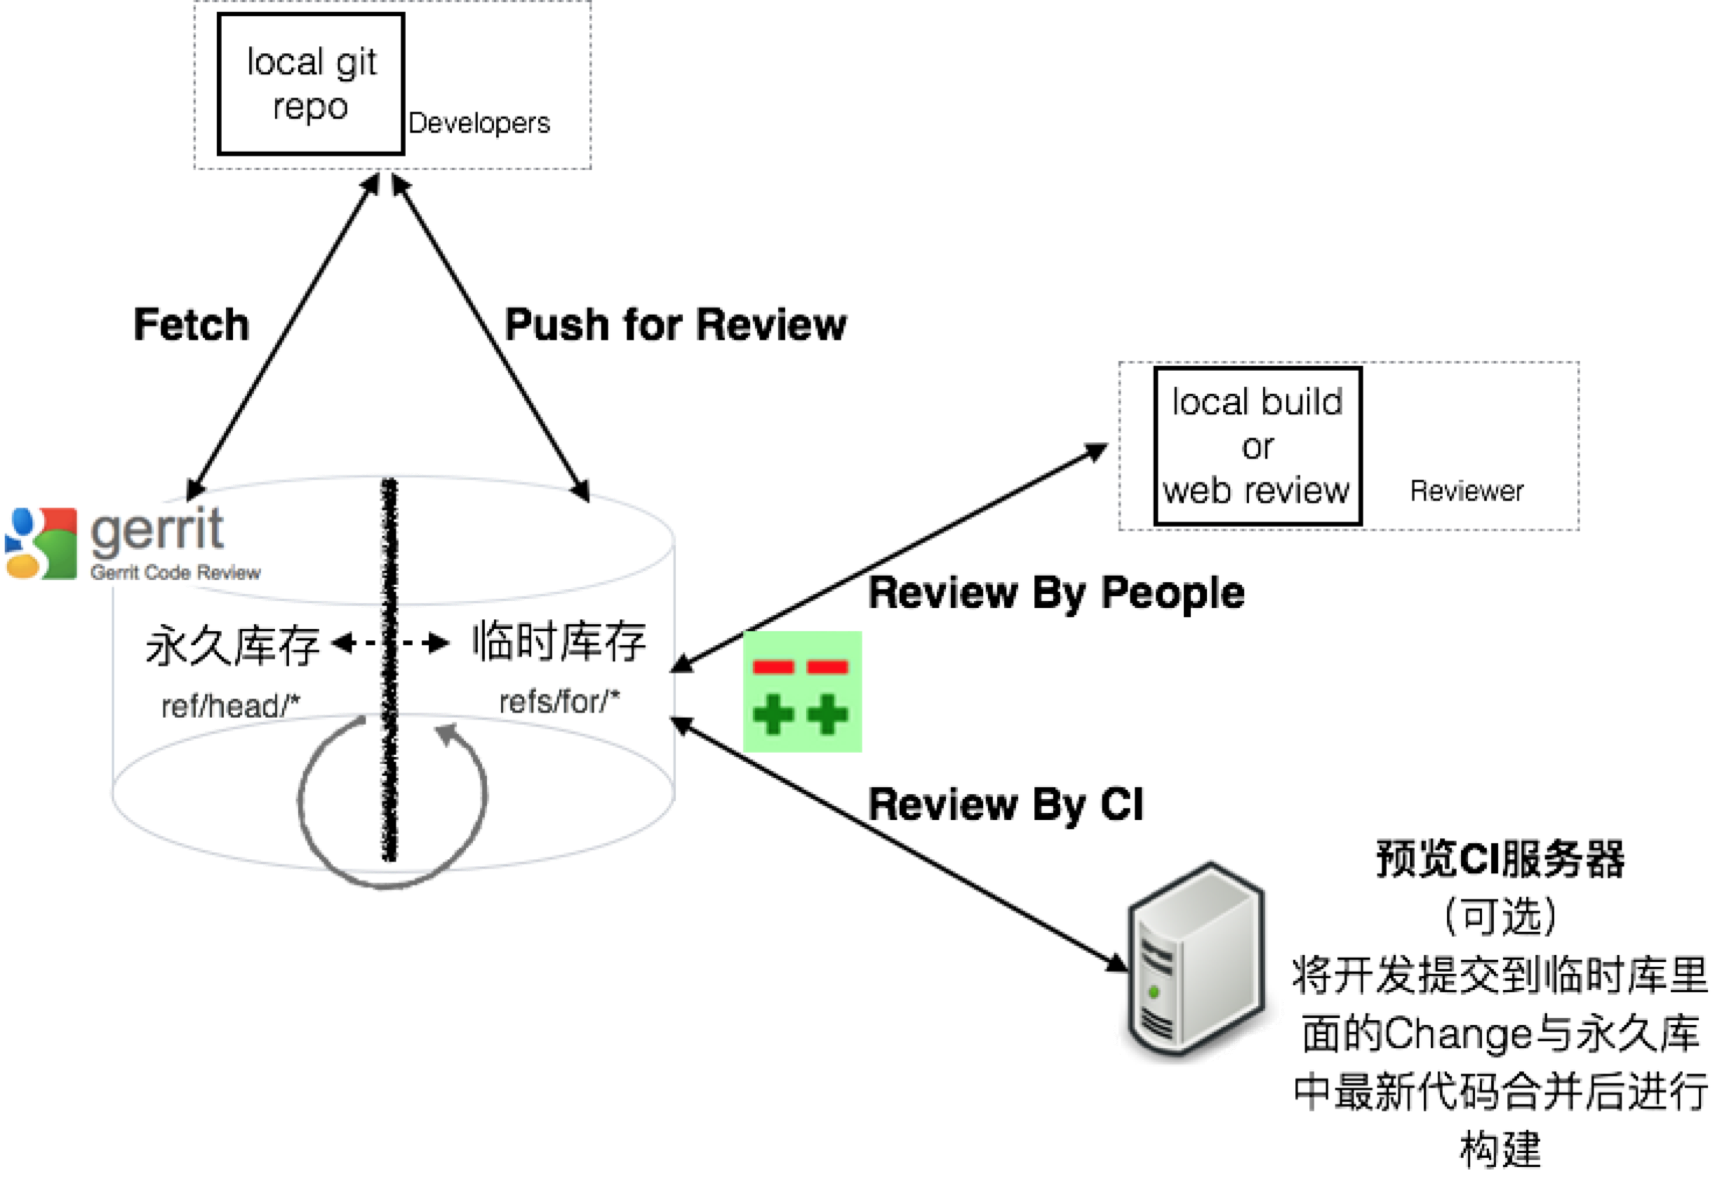 local git
repo
Developers
Fetch
Push for Review
local build
or
web review
Reviewer
gerrit
Gerrit Code Review
Review By People
永久库存
临时库存
ref/head/*
refs/for/*
Review By CI
预览CI服务器
（可选）
将开发提交到临时库里
面的Change与永久库
中最新代码合并后进行
构建